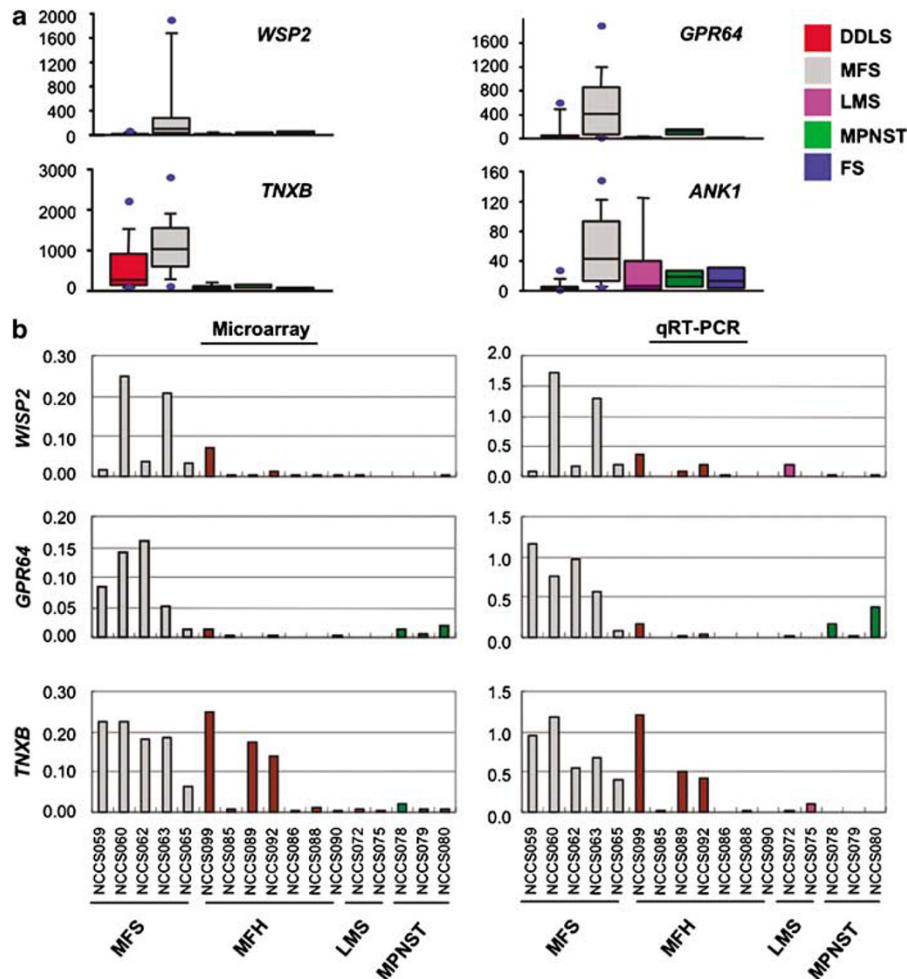 a
WSP2
2000
1600
1200
800
400
0
GPR64
1600
1200
800
400
0
DDLS
MFS
LMS
MPNST
FS
TNXB
3000
2000
1000
0
ANK1
160
120
80
40
0
b
Microarray
qRT-PCR
WISP2
0.30
0.20
0.10
0.00
2.0
1.5
1.0
0.5
0.0
GPR64
0.20
0.15
0.10
0.05
0.00
1.5
1.0
0.5
0.0
TNXB
0.30
0.20
0.10
0.00
1.5
1.0
0.5
0.0
NCCS059
NCCS060
NCCS062
NCCS063
NCCS065
NCCS099
NCCS085
NCCS089
NCCS092
NCCS086
NCCS088
NCCS090
NCCS072
NCCS075
NCCS078
NCCS079
NCCS080
NCCS059
NCCS060
NCCS062
NCCS063
NCCS065
NCCS099
NCCS085
NCCS089
NCCS092
NCCS086
NCCS088
NCCS090
NCCS072
NCCS075
NCCS078
NCCS079
NCCS080
MFS
MFH
LMS
MPNST
MFS
MFH
LMS
MPNST